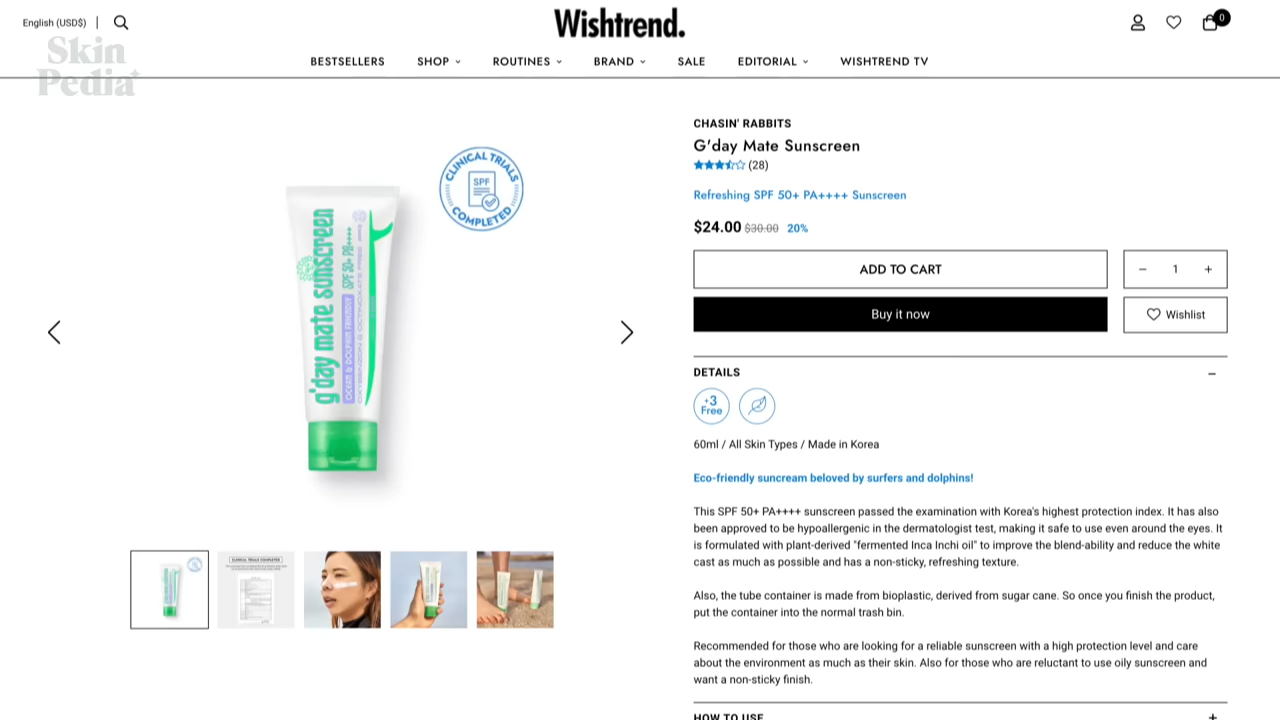 English (USD$)
Skin
Pedia
Wishtrend.
0
BESTSELLERS
SHOP
ROUTINES
BRAND
SALE
EDITORIAL
WISHTREND TV
CLINICAL TRIALS
SPF
COMPLETED
g'day mate sunscreen
SPF 50+ PA++++
OCEAN & DOLPHIN FRIENDLY
OXYBENZON & OCTINOXATE FREE
CHASIN' RABBITS
G'day Mate Sunscreen
(28)
Refreshing SPF 50+ PA++++ Sunscreen
$24.00 $30.00 20%
ADD TO CART
− 1 +
Buy it now
Wishlist
DETAILS −
+3
Free
60ml / All Skin Types / Made in Korea
Eco-friendly suncream beloved by surfers and dolphins!
This SPF 50+ PA++++ sunscreen passed the examination with Korea's highest protection index. It has also
been approved to be hypoallergenic in the dermatologist test, making it safe to use even around the eyes. It
is formulated with plant-derived "fermented Inca Inchi oil" to improve the blend-ability and reduce the white
cast as much as possible and has a non-sticky, refreshing texture.
Also, the tube container is made from bioplastic, derived from sugar cane. So once you finish the product,
put the container into the normal trash bin.
Recommended for those who are looking for a reliable sunscreen with a high protection level and care
about the environment as much as their skin. Also for those who are reluctant to use oily sunscreen and
want a non-sticky finish.
HOW TO USE +